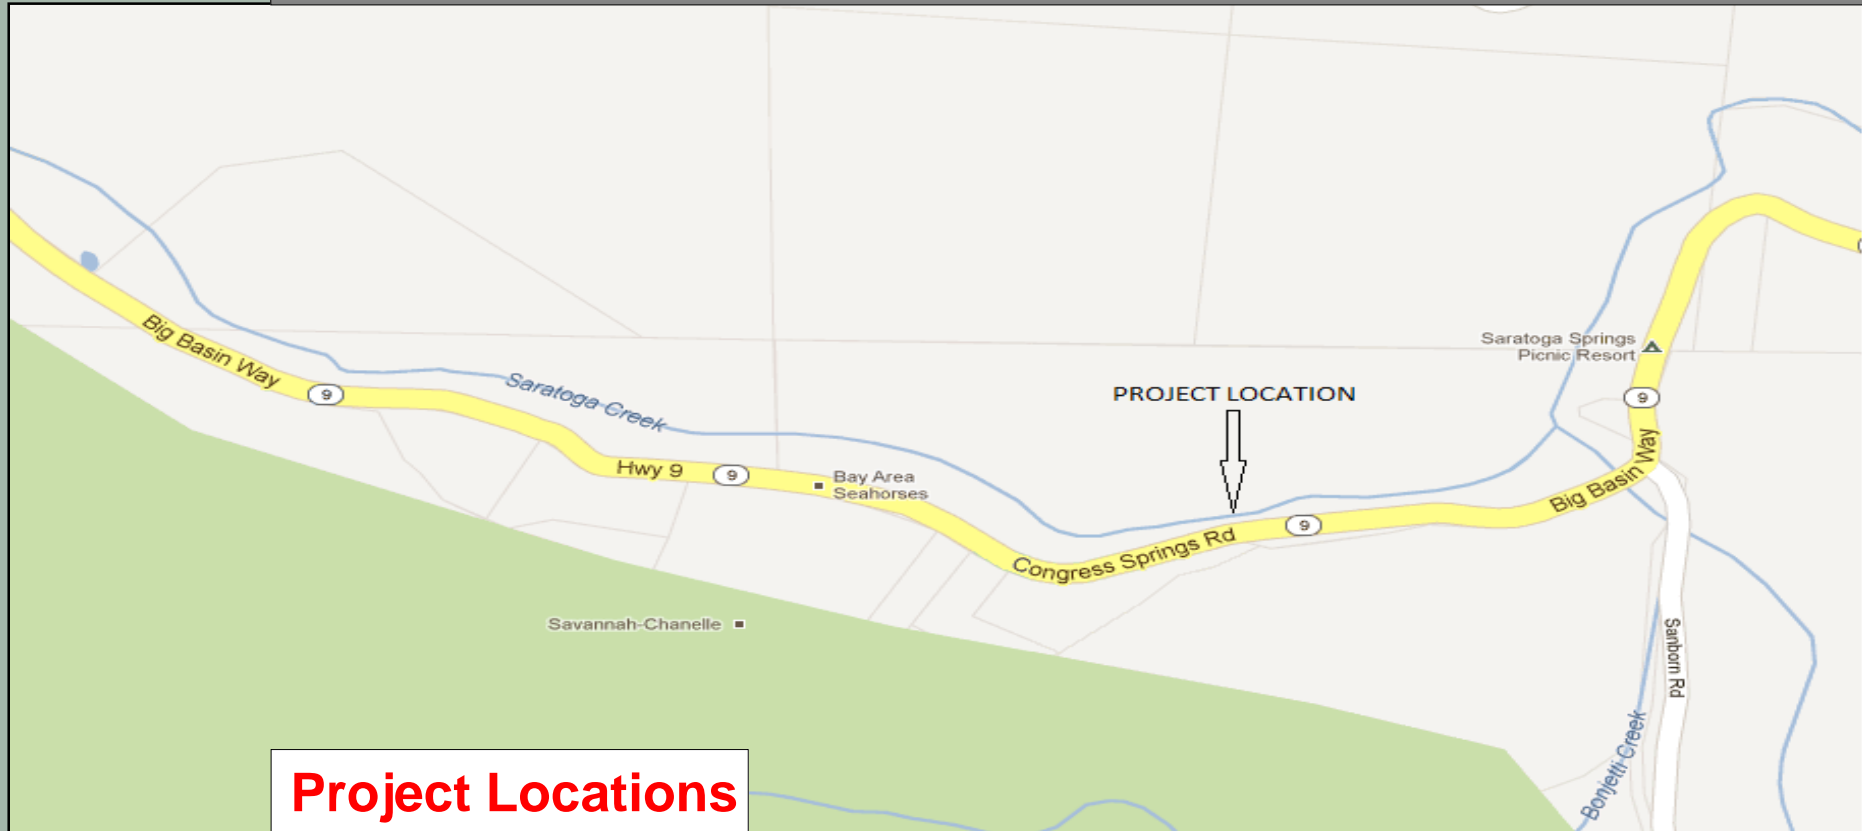 Saratoga Springs
Picnic Resort
Big Basin Way
9
Saratoga Creek
PROJECT LOCATION
9
Hwy 9
9
Bay Area
Seahorses
Big Basin Way
Congress Springs Rd
9
Savannah-Chanelle
Sanborn Rd
Bonjetti Creek
Project Locations